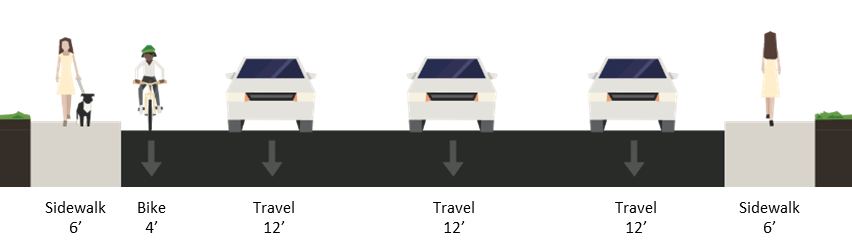 Sidewalk Bike Travel Travel Travel Sidewalk
6’ 4’ 12’ 12’ 12’ 6’